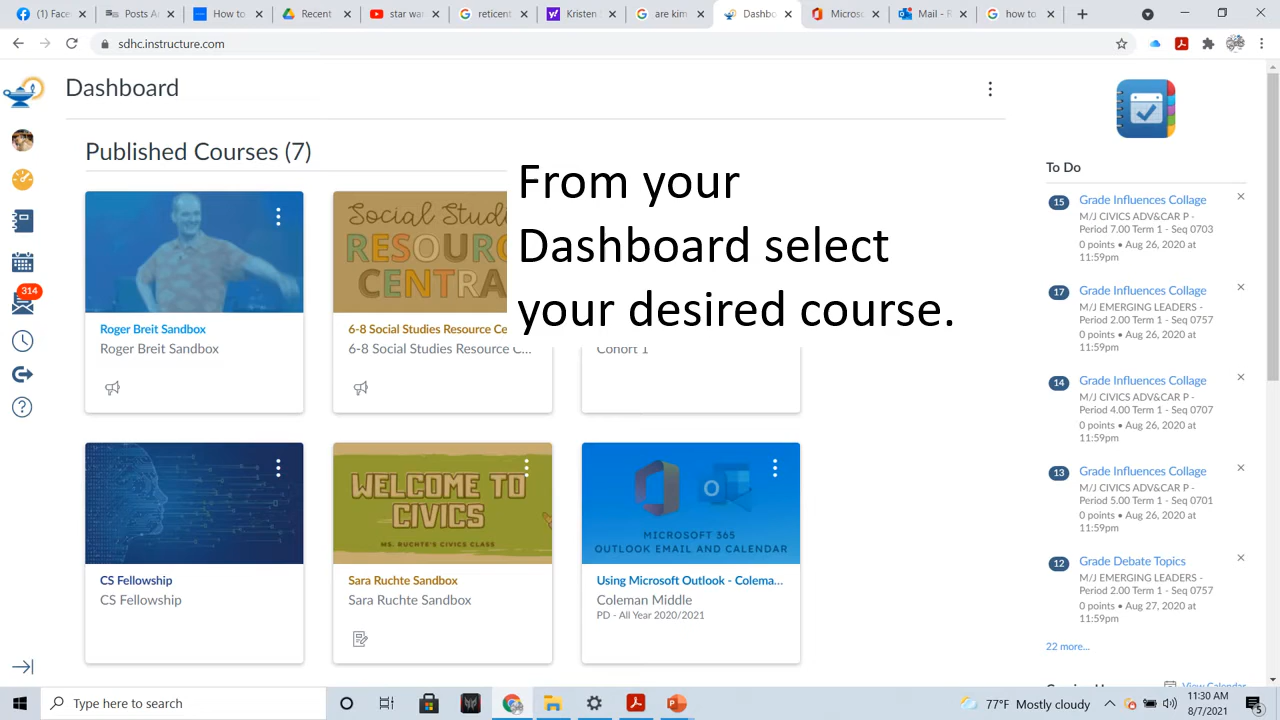 (1) Face
Posts A
How to
Recent
star wa
reticent
Kristen
are kim
Dashbo
Micros
Mail - R
how to
sdhc.instructure.com
Dashboard
Published Courses (7)
From your
Dashboard select
your desired course.
Social Stud
RESOUR
CENTRA
Roger Breit Sandbox
Roger Breit Sandbox
6-8 Social Studies Resource Ce
6-8 Social Studies Resource C...
Cohort 1
WELCOME TO
CIVICS
MS. RUCHTE'S CIVICS CLASS
MICROSOFT 365
OUTLOOK EMAIL AND CALENDAR
CS Fellowship
CS Fellowship
Sara Ruchte Sandbox
Sara Ruchte Sandbox
Using Microsoft Outlook - Colema...
Coleman Middle
PD - All Year 2020/2021
314
To Do
15
Grade Influences Collage
M/J CIVICS ADV&CAR P -
Period 7.00 Term 1 - Seq 0703
0 points • Aug 26, 2020 at
11:59pm
17
Grade Influences Collage
M/J EMERGING LEADERS -
Period 2.00 Term 1 - Seq 0757
0 points • Aug 26, 2020 at
11:59pm
14
Grade Influences Collage
M/J CIVICS ADV&CAR P -
Period 4.00 Term 1 - Seq 0707
0 points • Aug 26, 2020 at
11:59pm
13
Grade Influences Collage
M/J CIVICS ADV&CAR P -
Period 5.00 Term 1 - Seq 0701
0 points • Aug 26, 2020 at
11:59pm
12
Grade Debate Topics
M/J EMERGING LEADERS -
Period 2.00 Term 1 - Seq 0757
0 points • Aug 27, 2020 at
11:59pm
22 more...
View Calendar
Type here to search
77°F Mostly cloudy
11:30 AM
8/7/2021
5